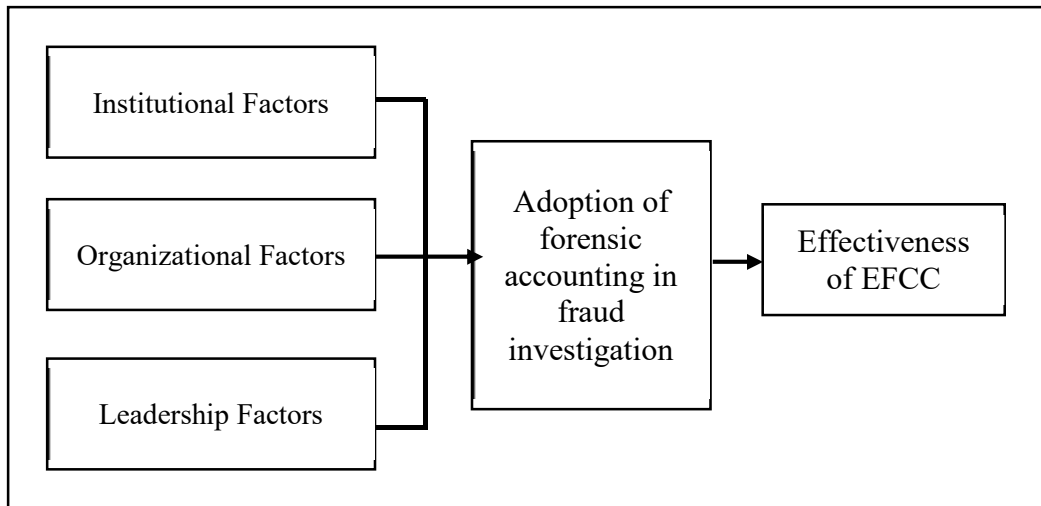 Institutional Factors
Organizational Factors
Leadership Factors
Adoption of
forensic
accounting in
fraud
investigation
Effectiveness
of EFCC